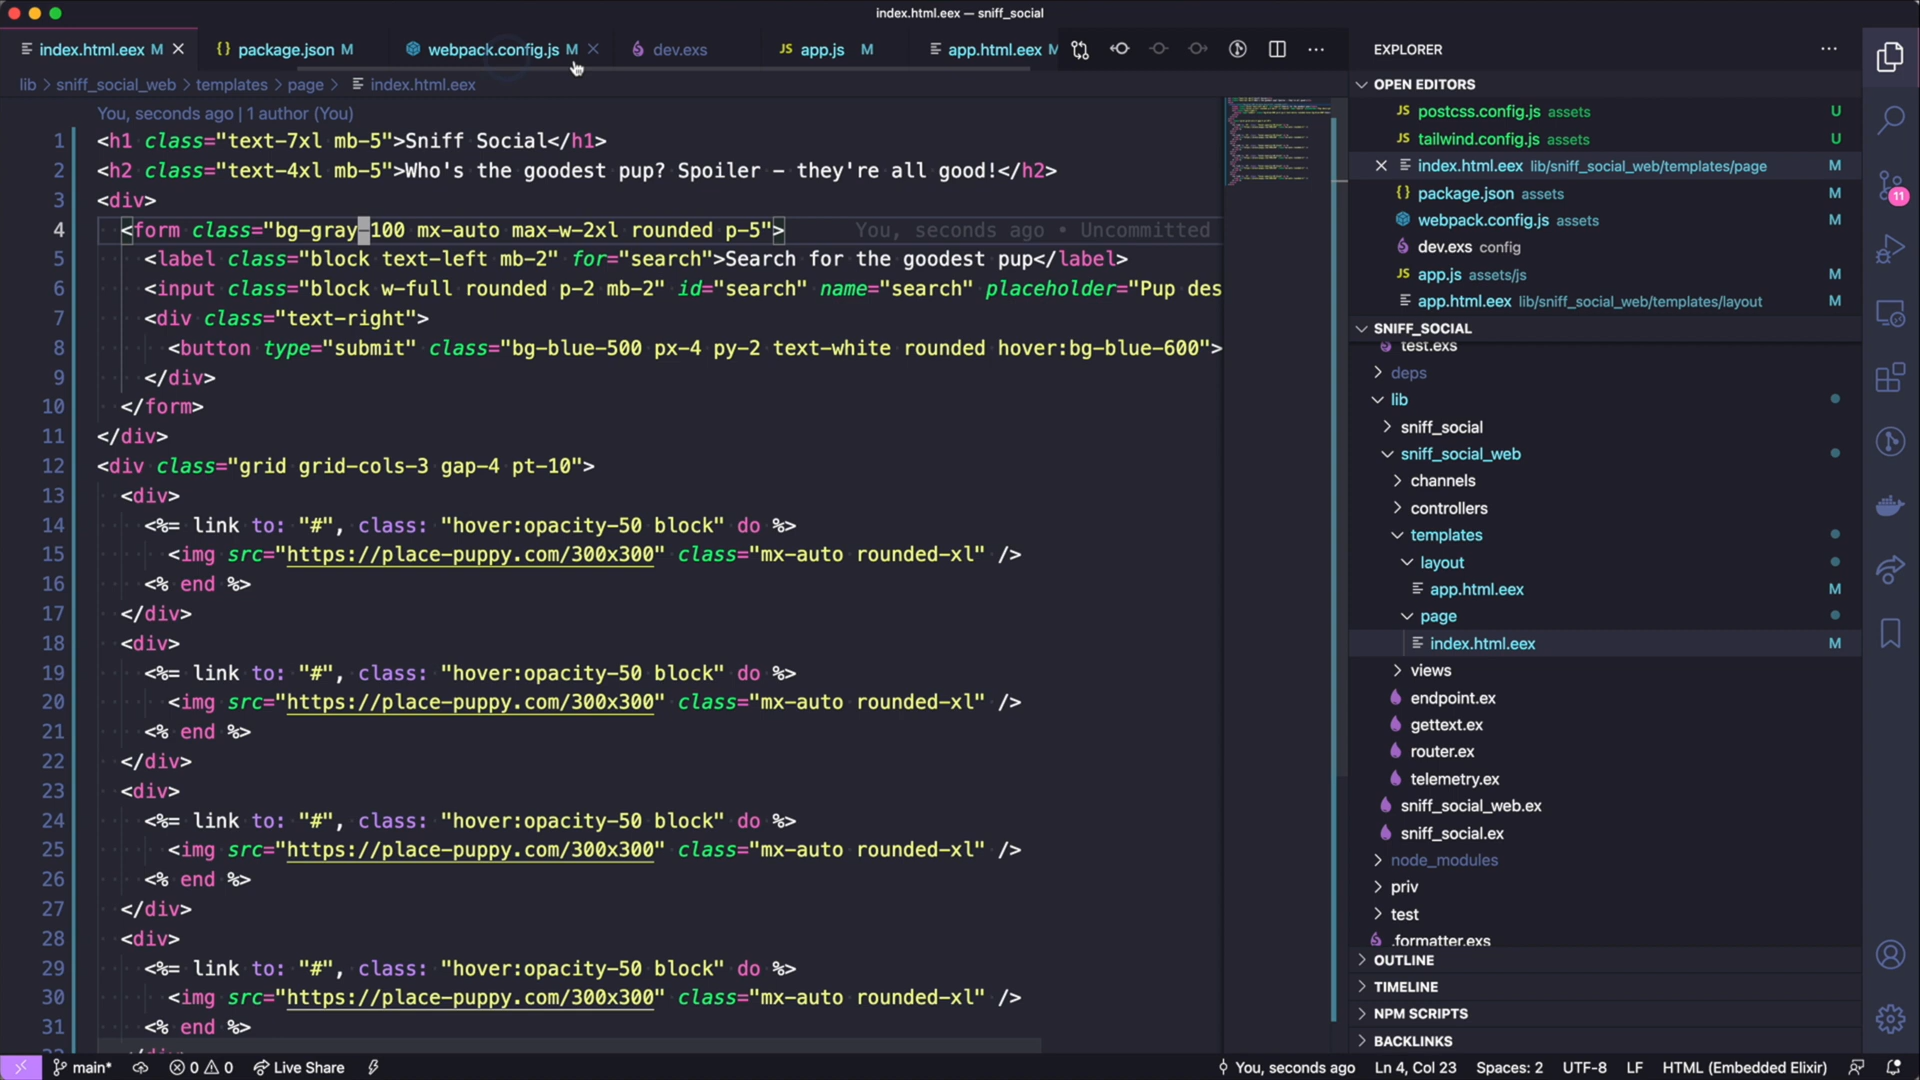 index.html.eex — sniff_social
index.html.eex M
package.json M
webpack.config.js M
dev.exs
JS app.js M
app.html.eex M
lib > sniff_social_web > templates > page > index.html.eex
You, seconds ago | 1 author (You)
1 <h1 class="text-7xl mb-5">Sniff Social</h1>
2 <h2 class="text-4xl mb-5">Who's the goodest pup? Spoiler - they're all good!</h2>
3 <div>
4 <form class="bg-gray-100 mx-auto max-w-2xl rounded p-5"> You, seconds ago • Uncommitted
5 <label class="block text-left mb-2" for="search">Search for the goodest pup</label>
6 <input class="block w-full rounded p-2 mb-2" id="search" name="search" placeholder="Pup des
7 <div class="text-right">
8 <button type="submit" class="bg-blue-500 px-4 py-2 text-white rounded hover:bg-blue-600">
9 </div>
10 </form>
11 </div>
12 <div class="grid grid-cols-3 gap-4 pt-10">
13 <div>
14 <%= link to: "#", class: "hover:opacity-50 block" do %>
15 <img src="https://place-puppy.com/300x300" class="mx-auto rounded-xl" />
16 <% end %>
17 </div>
18 <div>
19 <%= link to: "#", class: "hover:opacity-50 block" do %>
20 <img src="https://place-puppy.com/300x300" class="mx-auto rounded-xl" />
21 <% end %>
22 </div>
23 <div>
24 <%= link to: "#", class: "hover:opacity-50 block" do %>
25 <img src="https://place-puppy.com/300x300" class="mx-auto rounded-xl" />
26 <% end %>
27 </div>
28 <div>
29 <%= link to: "#", class: "hover:opacity-50 block" do %>
30 <img src="https://place-puppy.com/300x300" class="mx-auto rounded-xl" />
31 <% end %>
EXPLORER
OPEN EDITORS
JS postcss.config.js assets U
JS tailwind.config.js assets U
index.html.eex lib/sniff_social_web/templates/page M
package.json assets M
webpack.config.js assets M
dev.exs config
JS app.js assets/js M
app.html.eex lib/sniff_social_web/templates/layout M
SNIFF_SOCIAL
test.exs
deps
lib
sniff_social
sniff_social_web
channels
controllers
templates
layout
app.html.eex M
page
index.html.eex M
views
endpoint.ex
gettext.ex
router.ex
telemetry.ex
sniff_social_web.ex
sniff_social.ex
node_modules
priv
test
.formatter.exs
OUTLINE
TIMELINE
NPM SCRIPTS
BACKLINKS
11
main* 0 0 Live Share
You, seconds ago Ln 4, Col 23 Spaces: 2 UTF-8 LF HTML (Embedded Elixir)